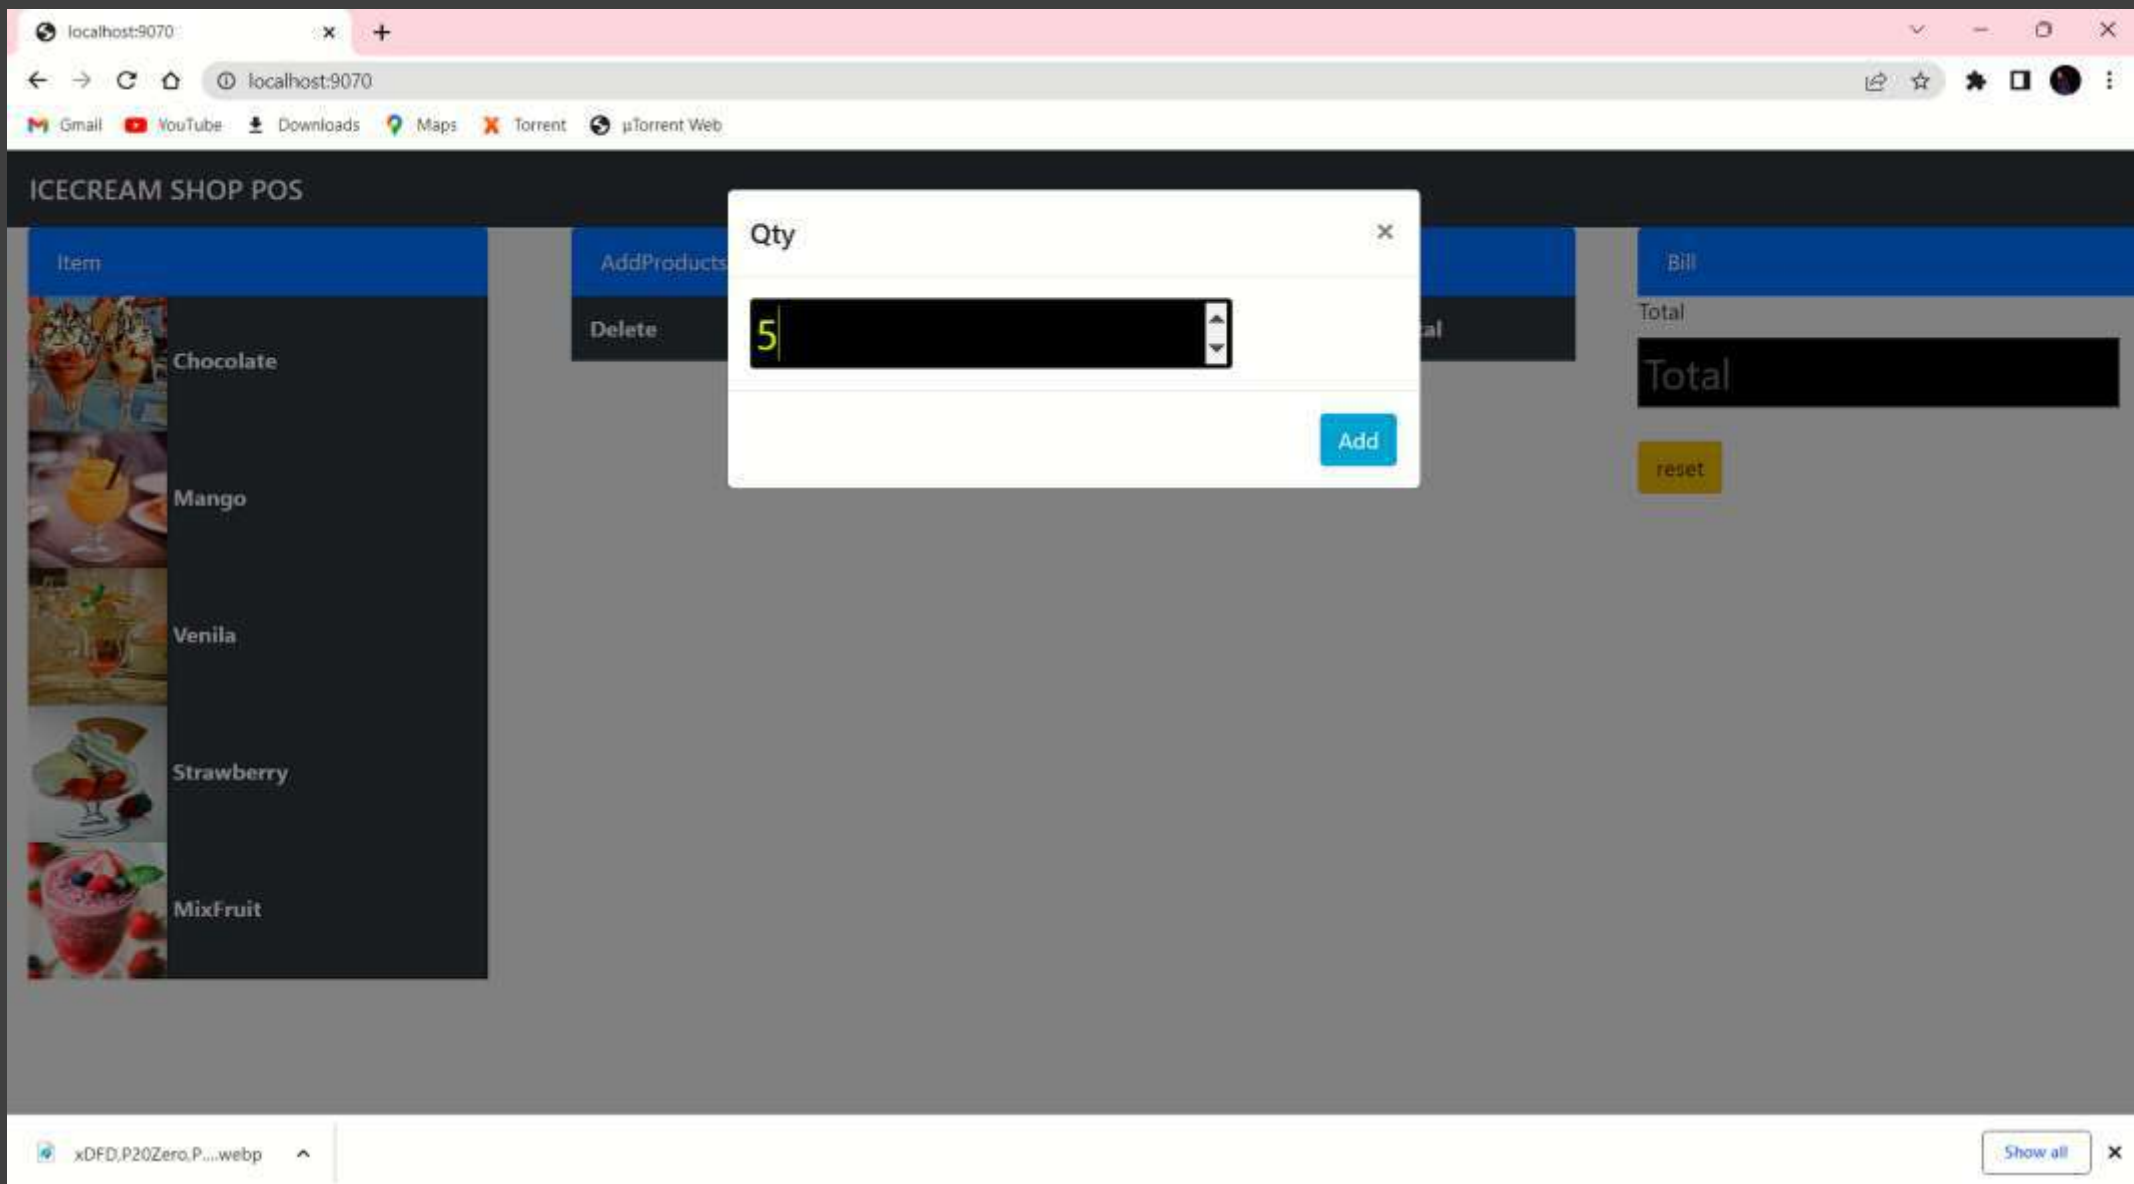 localhost:9070
localhost:9070
Gmail YouTube Downloads Maps Torrent µTorrent Web
ICECREAM SHOP POS
Item
Chocolate
Mango
Venila
Strawberry
MixFruit
AddProducts
Delete
al
Qty
5
Add
Bill
Total
Total
reset
xDFD,P20Zero,P....webp
Show all